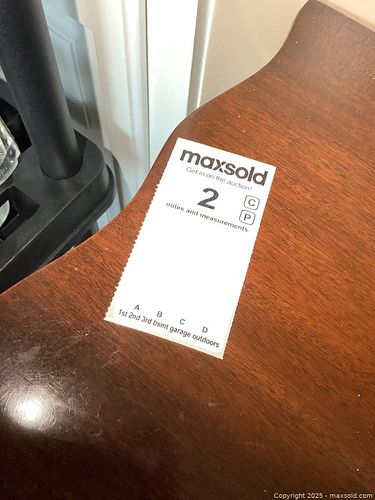 maxsold
Get in on the auction!
2
C
P
notes and measurements
A B C D
1st 2nd 3rd bsmt garage outdoors
Copyright 2025 - maxsold.com